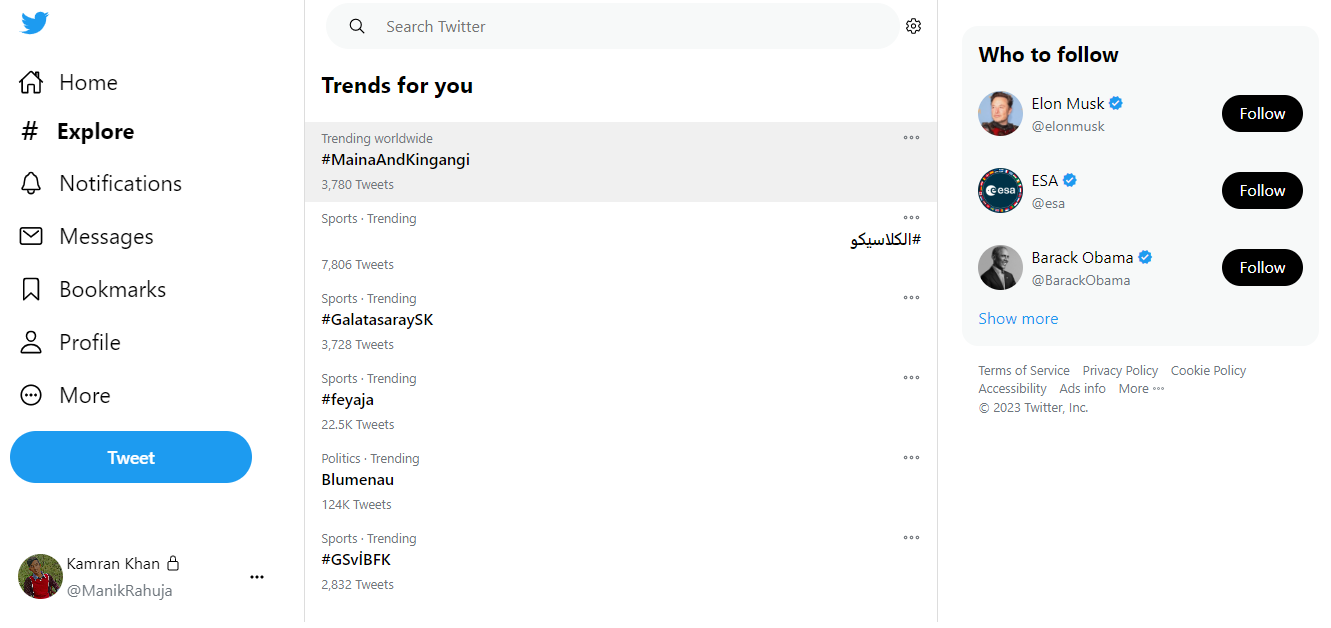 Home
Explore
Notifications
Messages
Bookmarks
Profile
More
Tweet
Kamran Khan
@ManikRahuja
Search Twitter
Trends for you
Trending worldwide
#MainaAndKingangi
3,780 Tweets
Sports · Trending
#الكلاسيكو
7,806 Tweets
Sports · Trending
#GalatasaraySK
3,728 Tweets
Sports · Trending
#feyaja
22.5K Tweets
Politics · Trending
Blumenau
124K Tweets
Sports · Trending
#GSvİBFK
2,832 Tweets
Who to follow
Elon Musk
@elonmusk
Follow
esa
ESA
@esa
Follow
Barack Obama
@BarackObama
Follow
Show more
Terms of Service Privacy Policy Cookie Policy
Accessibility Ads info More
© 2023 Twitter, Inc.